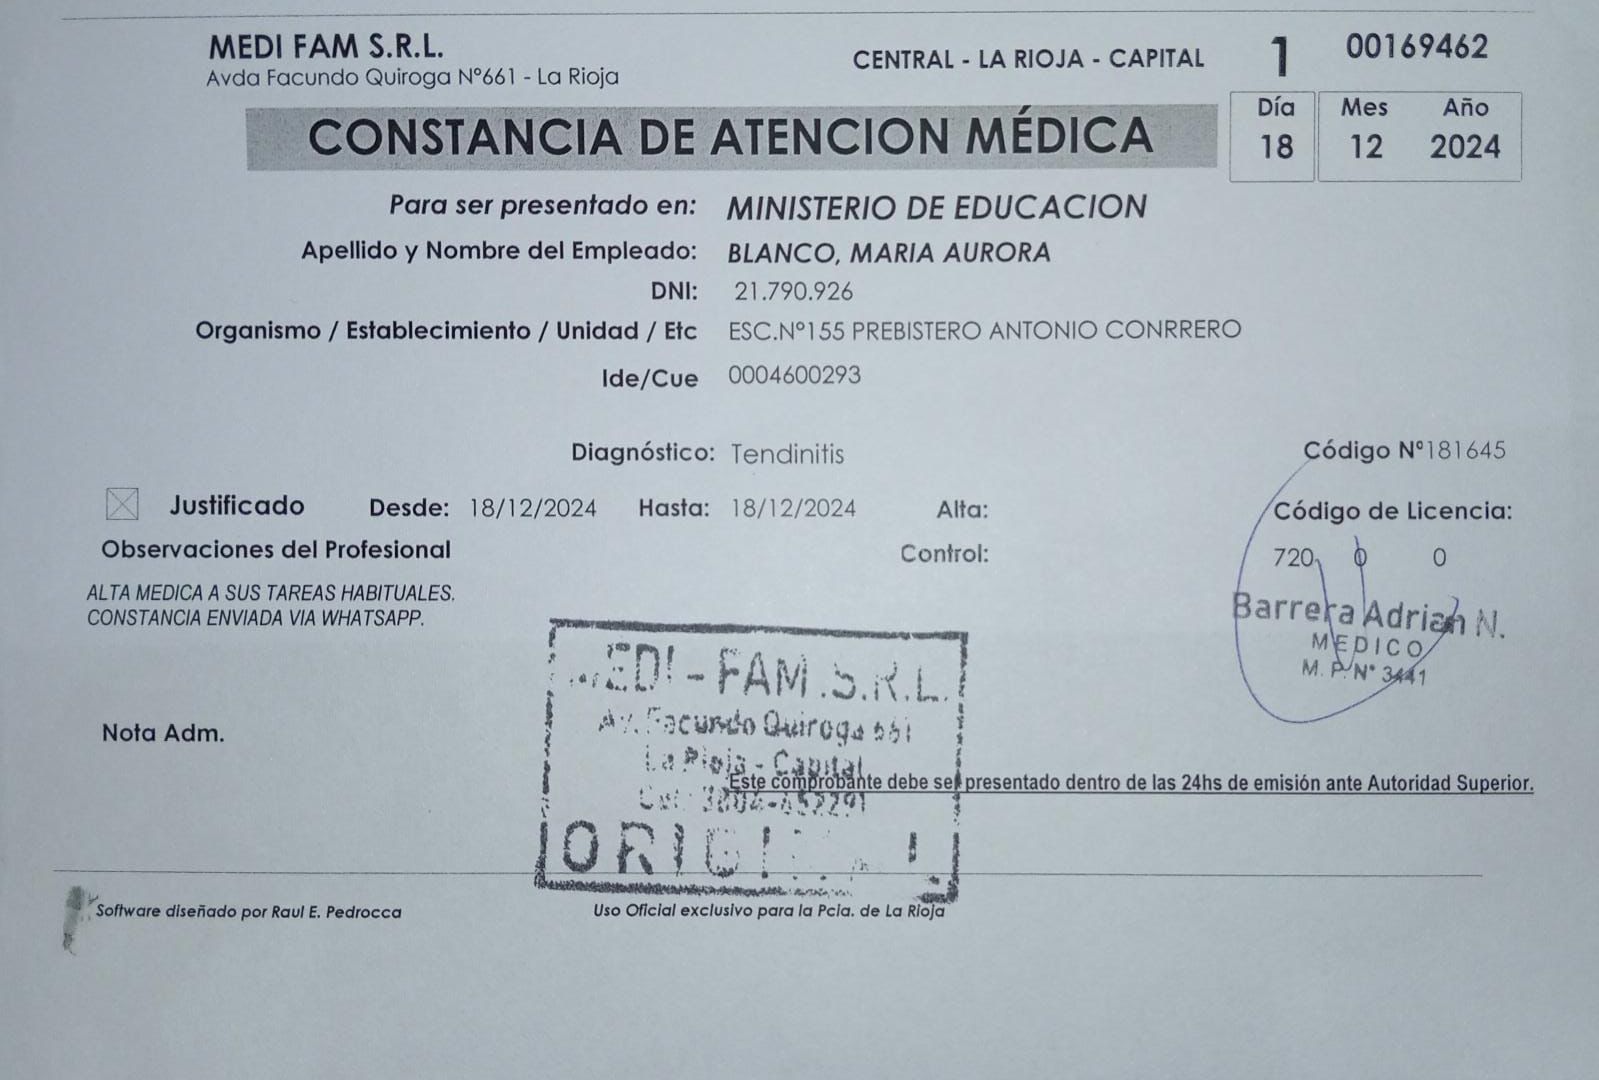 MEDI FAM S.R.L.
Avda Facundo Quiroga Nº661 - La Rioja
CENTRAL - LA RIOJA - CAPITAL 1 00169462
CONSTANCIA DE ATENCION MÉDICA
Día Mes Año
18 12 2024
Para ser presentado en: MINISTERIO DE EDUCACION
Apellido y Nombre del Empleado: BLANCO, MARIA AURORA
DNI: 21.790.926
Organismo / Establecimiento / Unidad / Etc ESC.Nº155 PREBISTERO ANTONIO CONRRERO
Ide/Cue 0004600293
Diagnóstico: Tendinitis
Código Nº181645
Justificado Desde: 18/12/2024 Hasta: 18/12/2024 Alta:
Código de Licencia:
Observaciones del Profesional
Control:
720 0 0
ALTA MEDICA A SUS TAREAS HABITUALES.
CONSTANCIA ENVIADA VIA WHATSAPP.
Barrera Adrian N.
MEDICO
M. P. Nº 3441
EDI-FAM.S.R.L.
Av. Facundo Quiroga 661
La Rioja - Capital
Nota Adm.
Este comprobante debe ser presentado dentro de las 24hs de emisión ante Autoridad Superior.
Software diseñado por Raul E. Pedrocca
Uso Oficial exclusivo para la Pcia. de La Rioja